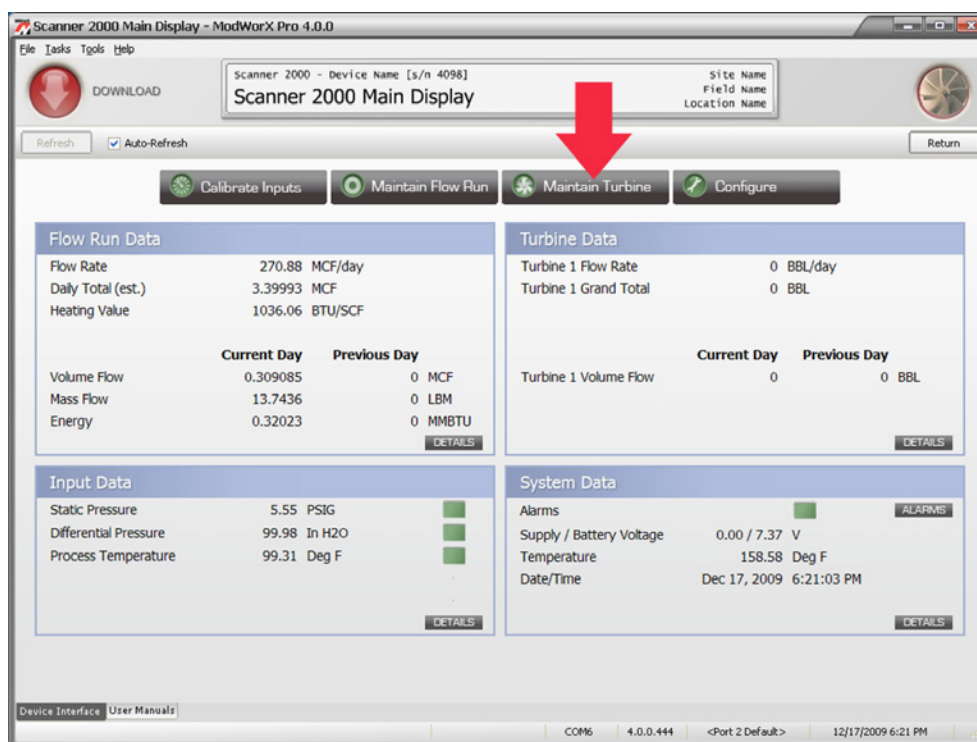 Scanner 2000 Main Display - ModWorX Pro 4.0.0
File Tasks Tools Help
DOWNLOAD
Scanner 2000 - Device Name [s/n 4098]
Scanner 2000 Main Display
Site Name
Field Name
Location Name
Refresh Auto-Refresh Return
Calibrate Inputs Maintain Flow Run Maintain Turbine Configure
Flow Run Data
Flow Rate 270.88 MCF/day
Daily Total (est.) 3.39993 MCF
Heating Value 1036.06 BTU/SCF
Current Day Previous Day
Volume Flow 0.309085 0 MCF
Mass Flow 13.7436 0 LBM
Energy 0.32023 0 MMBTU
DETAILS
Turbine Data
Turbine 1 Flow Rate 0 BBL/day
Turbine 1 Grand Total 0 BBL
Current Day Previous Day
Turbine 1 Volume Flow 0 0 BBL
DETAILS
Input Data
Static Pressure 5.55 PSIG
Differential Pressure 99.98 In H2O
Process Temperature 99.31 Deg F
DETAILS
System Data
Alarms ALARMS
Supply / Battery Voltage 0.00 / 7.37 V
Temperature 158.58 Deg F
Date/Time Dec 17, 2009 6:21:03 PM
DETAILS
Device Interface User Manuals
COM6 4.0.0.444 <Port 2 Default> 12/17/2009 6:21 PM